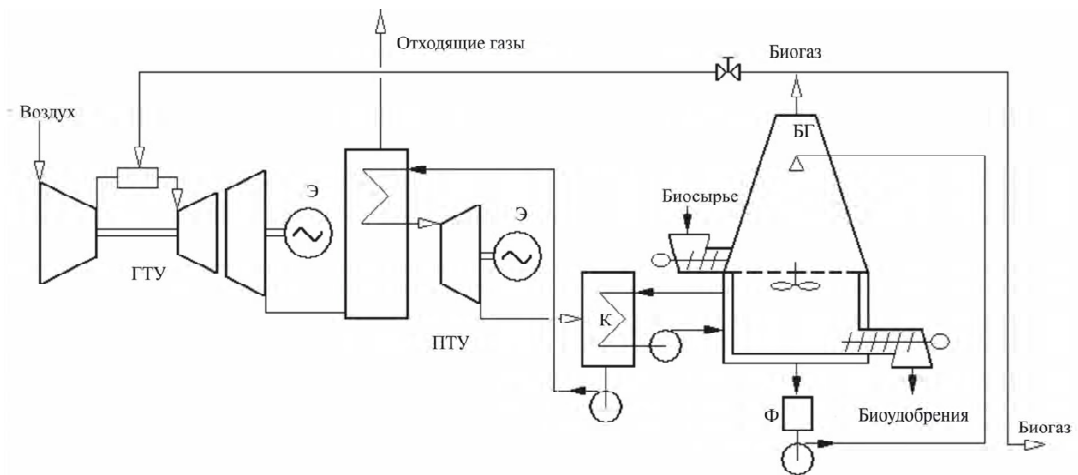 Отходящие газы
Биогаз
Воздух
БГ
Э
Биосырье
Э
ГТУ
К
ПТУ
Ф
Биоудобрения
Биогаз